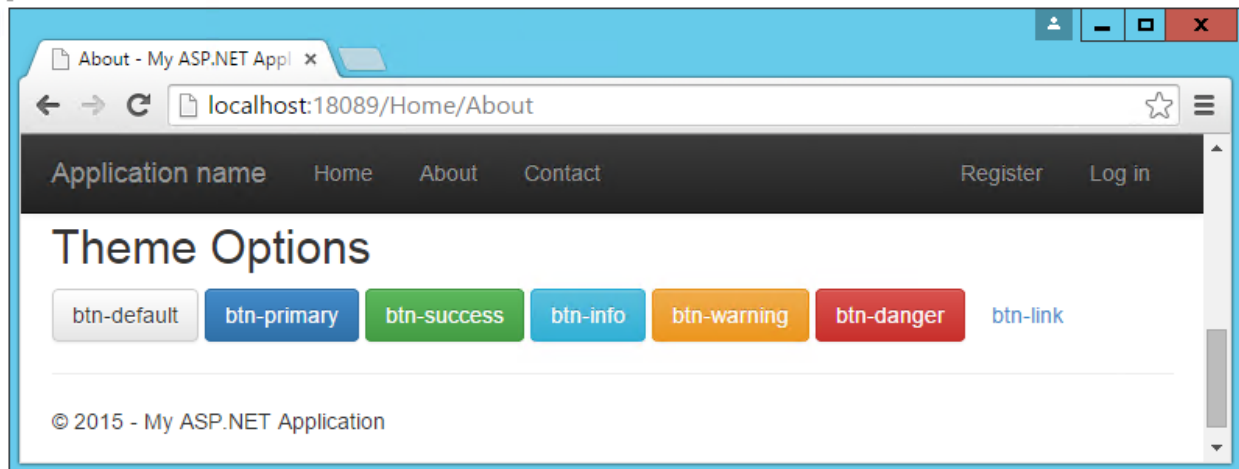 About - My ASP.NET Appl
localhost:18089/Home/About
Application name Home About Contact Register Log in
Theme Options
btn-default btn-primary btn-success btn-info btn-warning btn-danger btn-link
© 2015 - My ASP.NET Application